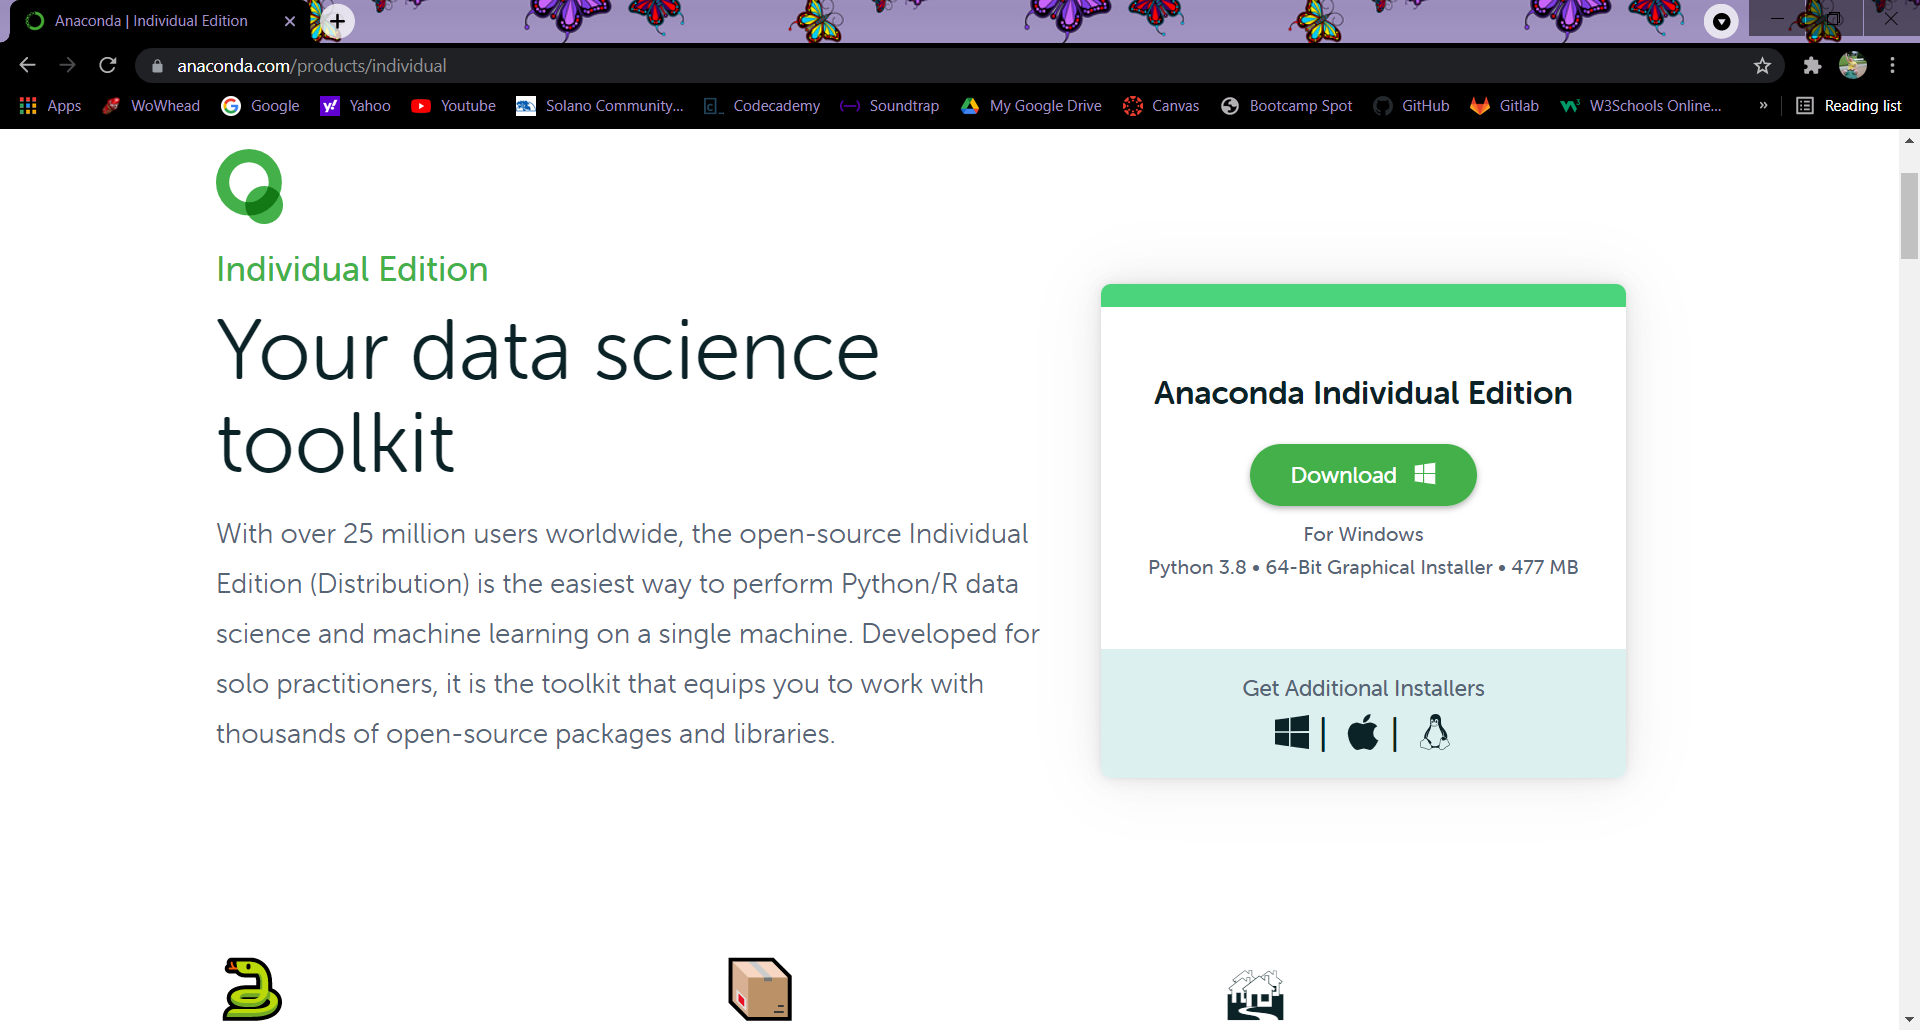 Anaconda | Individual Edition
anaconda.com/products/individual
Apps WoWhead Google Yahoo Youtube Solano Community... Codecademy Soundtrap My Google Drive Canvas Bootcamp Spot GitHub Gitlab W3Schools Online... » Reading list
Individual Edition
Your data science
toolkit
With over 25 million users worldwide, the open-source Individual
Edition (Distribution) is the easiest way to perform Python/R data
science and machine learning on a single machine. Developed for
solo practitioners, it is the toolkit that equips you to work with
thousands of open-source packages and libraries.
Anaconda Individual Edition
Download
For Windows
Python 3.8 • 64-Bit Graphical Installer • 477 MB
Get Additional Installers